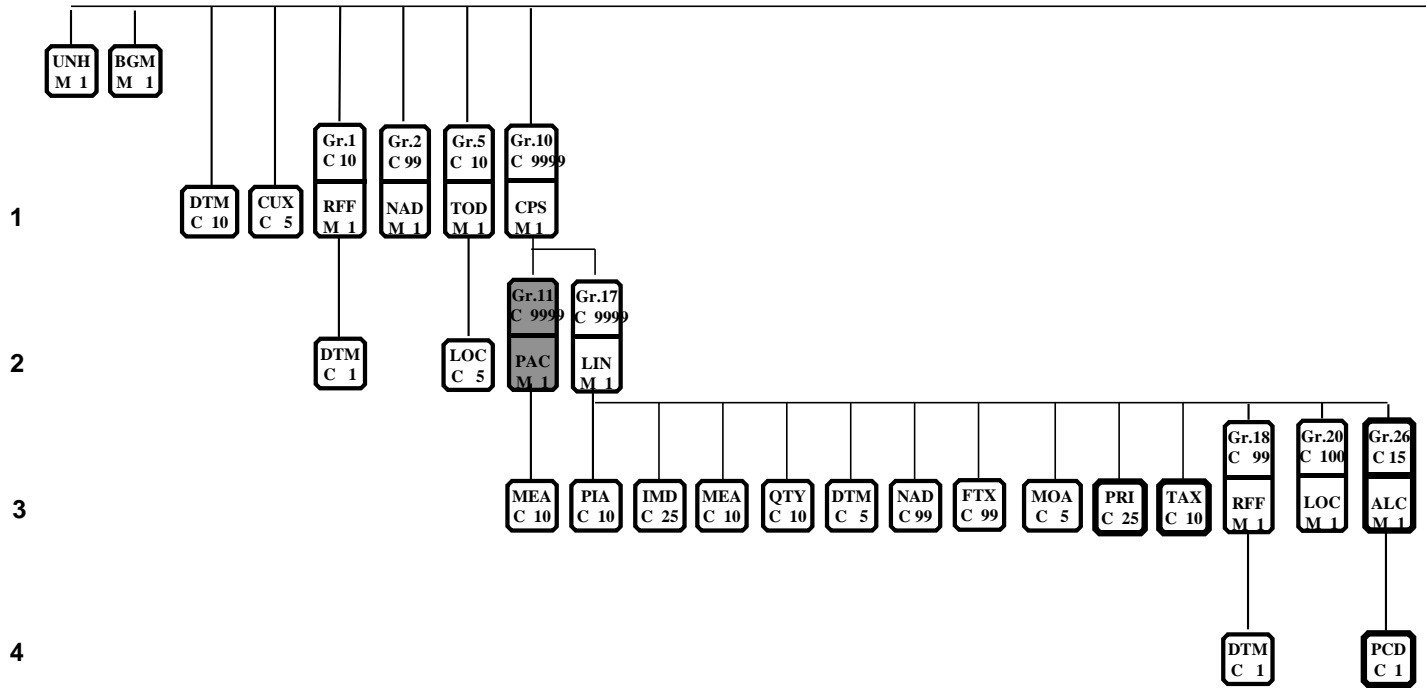 UNH
M 1
BGM
M 1
1
DTM
C 10
CUX
C 5
Gr.1
C 10
RFF
M 1
Gr.2
C 99
NAD
M 1
Gr.5
C 10
TOD
M 1
Gr.10
C 9999
CPS
M 1
2
DTM
C 1
LOC
C 5
Gr.11
C 9999
PAC
M 1
Gr.17
C 9999
LIN
M 1
3
MEA
C 10
PIA
C 10
IMD
C 25
MEA
C 10
QTY
C 10
DTM
C 5
NAD
C 99
FTX
C 99
MOA
C 5
PRI
C 25
TAX
C 10
Gr.18
C 99
RFF
M 1
Gr.20
C 100
LOC
M 1
Gr.26
C 15
ALC
M 1
4
DTM
C 1
PCD
C 1